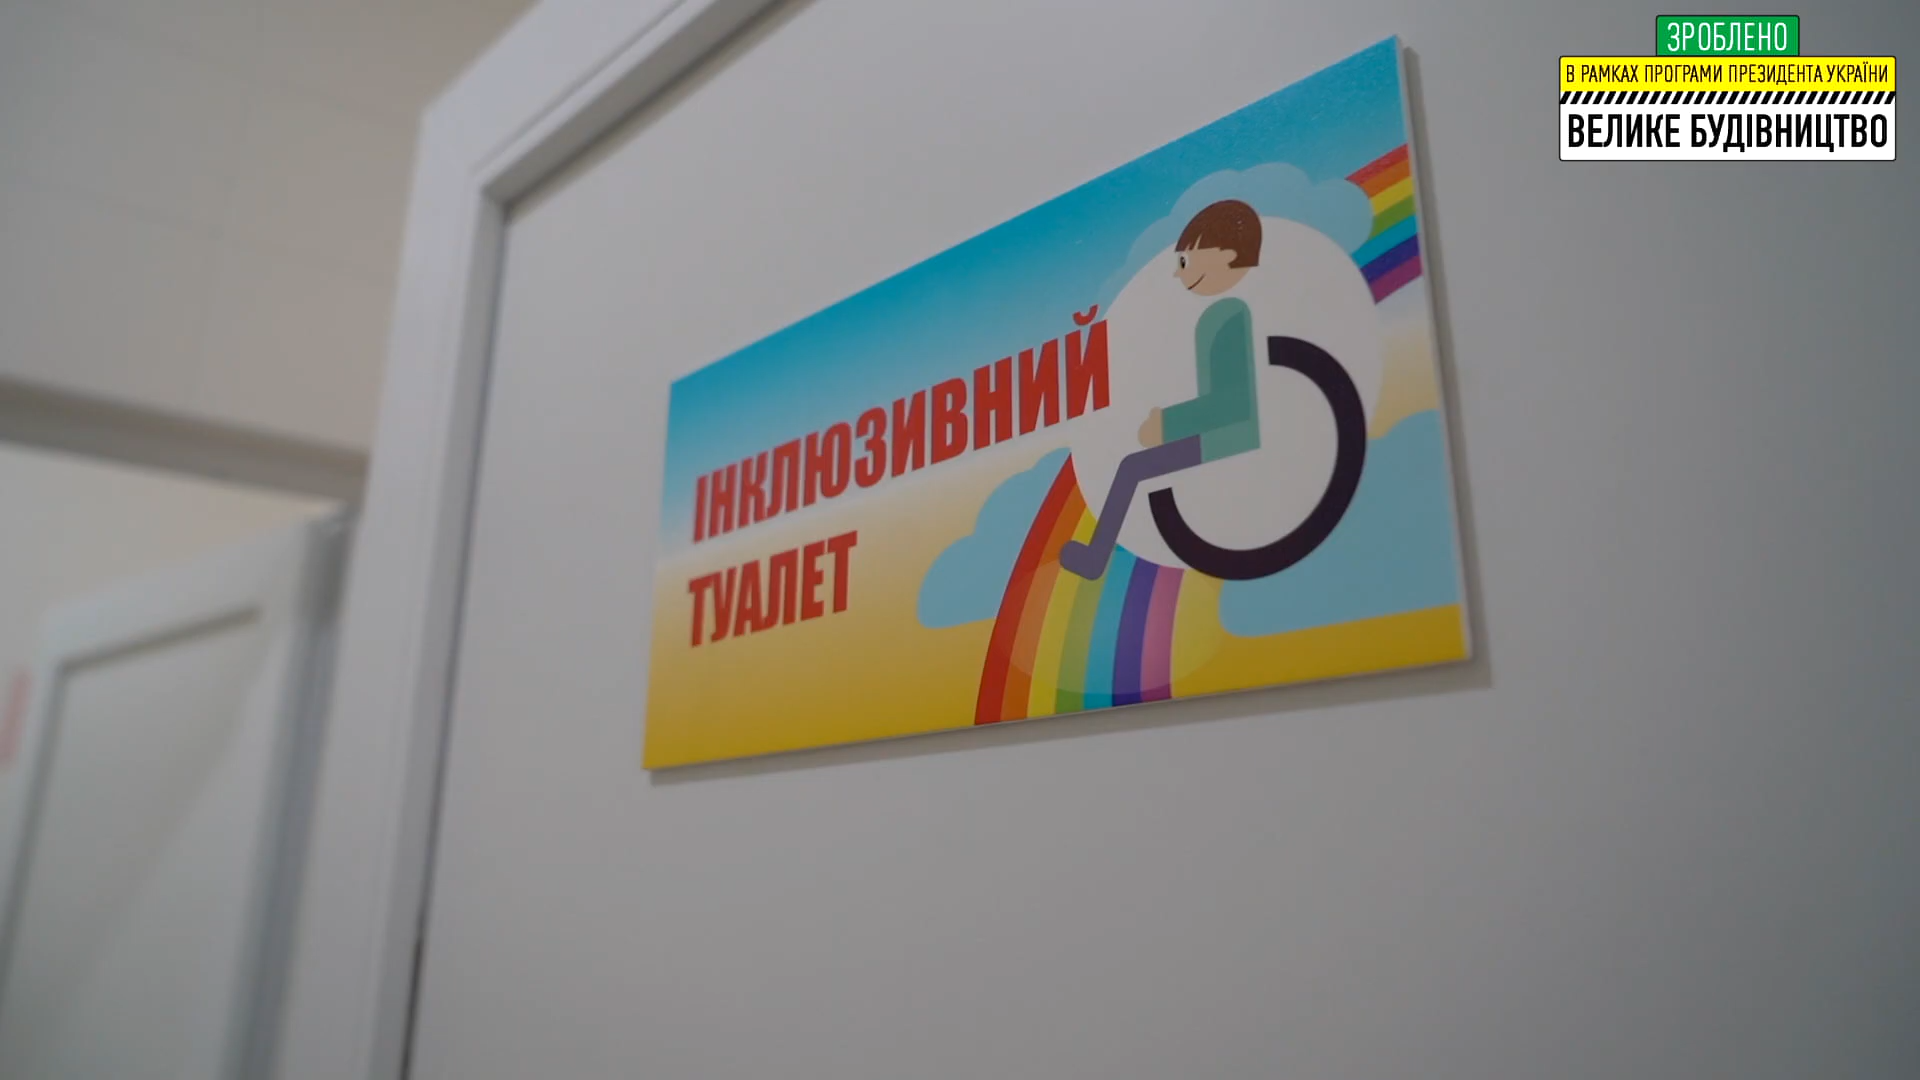 ЗРОБЛЕНО
В РАМКАХ ПРОГРАМИ ПРЕЗИДЕНТА УКРАЇНИ
ВЕЛИКЕ БУДІВНИЦТВО
ІНКЛЮЗИВНИЙ
ТУАЛЕТ